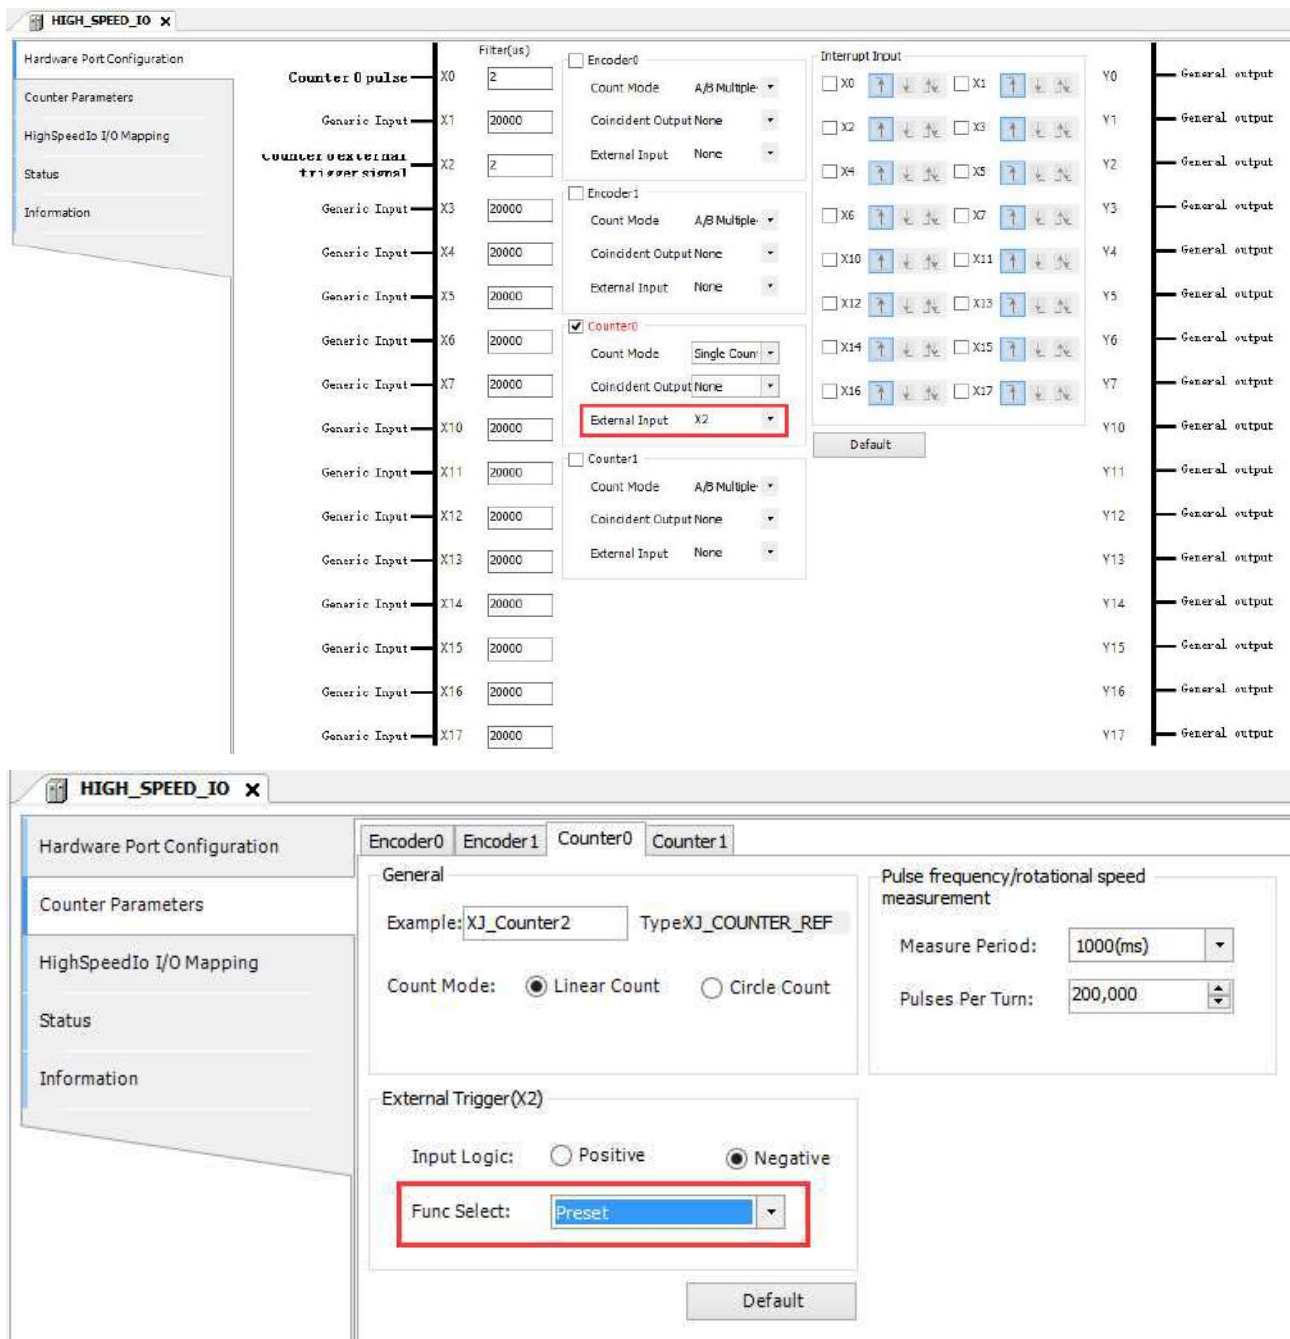 HIGH_SPEED_IO X
Hardware Port Configuration
Counter Parameters
HighSpeedIo I/O Mapping
Status
Information
Filter(us)
Counter 0 pulse X0 2
Generic Input X1 20000
Counter 0 external
trigger signal X2 2
Generic Input X3 20000
Generic Input X4 20000
Generic Input X5 20000
Generic Input X6 20000
Generic Input X7 20000
Generic Input X10 20000
Generic Input X11 20000
Generic Input X12 20000
Generic Input X13 20000
Generic Input X14 20000
Generic Input X15 20000
Generic Input X16 20000
Generic Input X17 20000
Encoder0
Count Mode A/B Multiple
Coincident Output None
External Input None
Encoder1
Count Mode A/B Multiple
Coincident Output None
External Input None
Counter0
Count Mode Single Coun
Coincident Output None
External Input X2
Counter1
Count Mode A/B Multiple
Coincident Output None
External Input None
Interrupt Input
X0 X1
X2 X3
X4 X5
X6 X7
X10 X11
X12 X13
X14 X15
X16 X17
Default
Y0 General output
Y1 General output
Y2 General output
Y3 General output
Y4 General output
Y5 General output
Y6 General output
Y7 General output
Y10 General output
Y11 General output
Y12 General output
Y13 General output
Y14 General output
Y15 General output
Y16 General output
Y17 General output
HIGH_SPEED_IO X
Hardware Port Configuration
Counter Parameters
HighSpeedIo I/O Mapping
Status
Information
Encoder0 Encoder1 Counter0 Counter1
General
Example: XJ_Counter2 Type:XJ_COUNTER_REF
Count Mode: Linear Count Circle Count
Pulse frequency/rotational speed
measurement
Measure Period: 1000(ms)
Pulses Per Turn: 200,000
External Trigger(X2)
Input Logic: Positive Negative
Func Select: Preset
Default